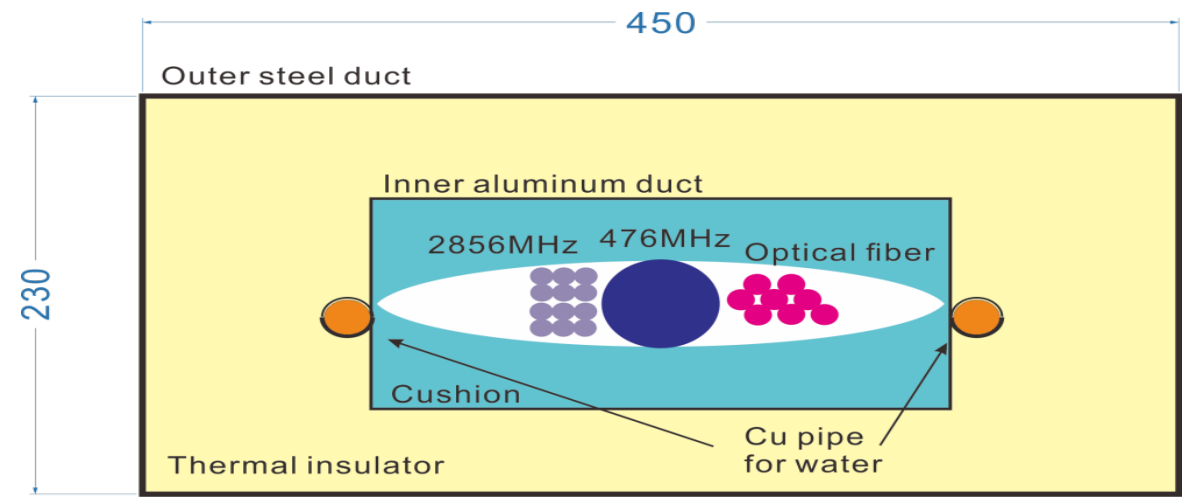 450
Outer steel duct
230
Inner aluminum duct
2856MHz
476MHz
Optical fiber
Cushion
Cu pipe
for water
Thermal insulator